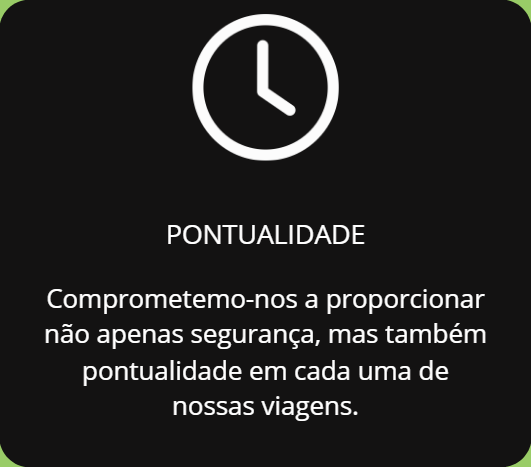 PONTUALIDADE
Comprometemo-nos a proporcionar
não apenas segurança, mas também
pontualidade em cada uma de
nossas viagens.